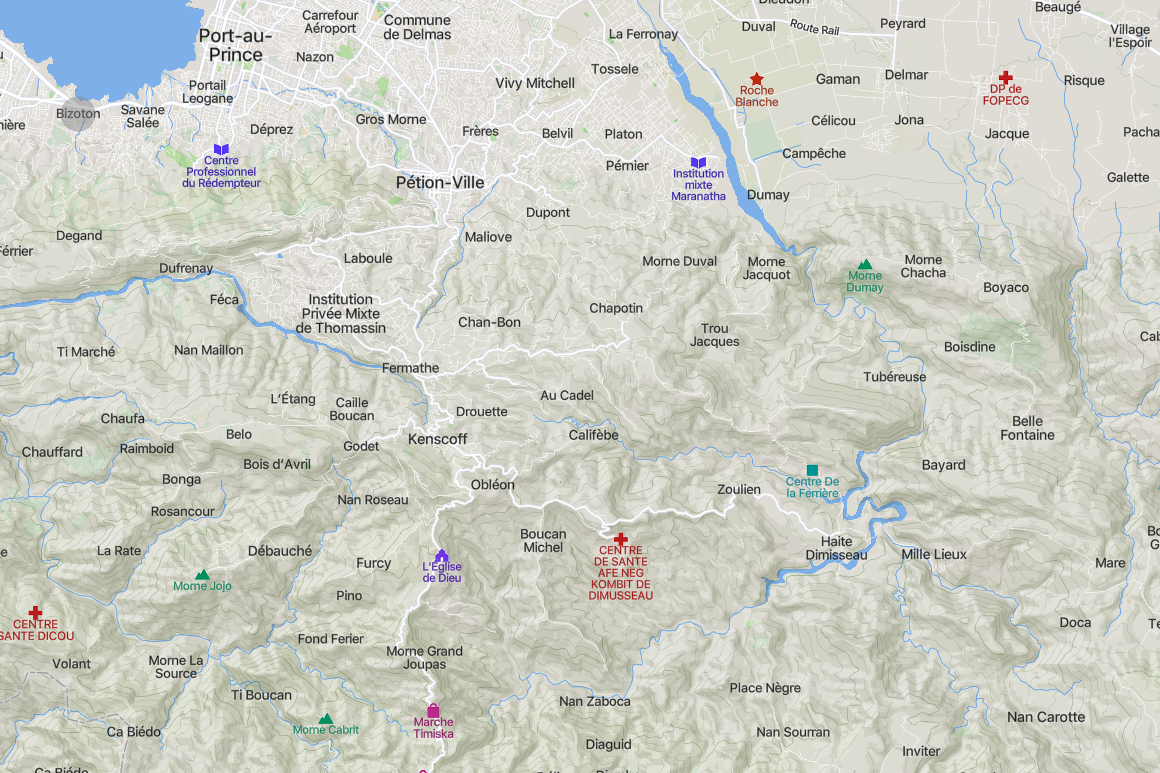 Dieudon
Beaugé
Carrefour
Aéroport
Commune
de Delmas
Duval
Route Rail
Peyrard
Village
l'Espoir
La Ferronay
Port-au-
Prince
Nazon
Tossele
Vivy Mitchell
Gaman
Delmar
Risque
Portail
Leogane
Roche
Blanche
DP de
FOPECG
Bizoton
Savane
Salée
Gros Morne
Célicou
Jona
Déprez
Frères
Belvil
Platon
Jacque
Pacha
Centre
Professionnel
du Rédempteur
Pérnier
Campêche
Institution
mixte
Maranatha
Galette
Pétion-Ville
Dumay
Dupont
Degand
Maliove
Férrier
Laboule
Dufrenay
Morne Duval
Morne
Jacquot
Morne
Dumay
Morne
Chacha
Féca
Institution
Privée Mixte
de Thomassin
Boyaco
Chapotin
Chan-Bon
Trou
Jacques
Ti Marché
Nan Maillon
Boisdine
Fermathe
Tubéreuse
L'Étang
Caille
Boucan
Au Cadel
Drouette
Chaufa
Belle
Fontaine
Belo
Califèbe
Kenscoff
Chauffard
Raimboid
Godet
Bois d'Avril
Bayard
Bonga
Obléon
Centre De
la Ferrière
Zoulien
Nan Roseau
Rosancour
Boucan
Michel
Haite
Dimisseau
La Rate
Débauché
Mille Lieux
CENTRE
DE SANTE
AFE NEG
KOMBIT DE
DIMUSSEAU
Furcy
L'Eglise
de Dieu
Mare
Morne Jojo
Pino
CENTRE
SANTE DICOU
Doca
Fond Ferier
Morne Grand
Joupas
Volant
Morne La
Source
Ti Boucan
Place Nègre
Nan Zaboca
Marche
Timiska
Nan Carotte
Ca Biédo
Morne Cabrit
Nan Sourran
Diaguid
Inviter
Ca Biédo